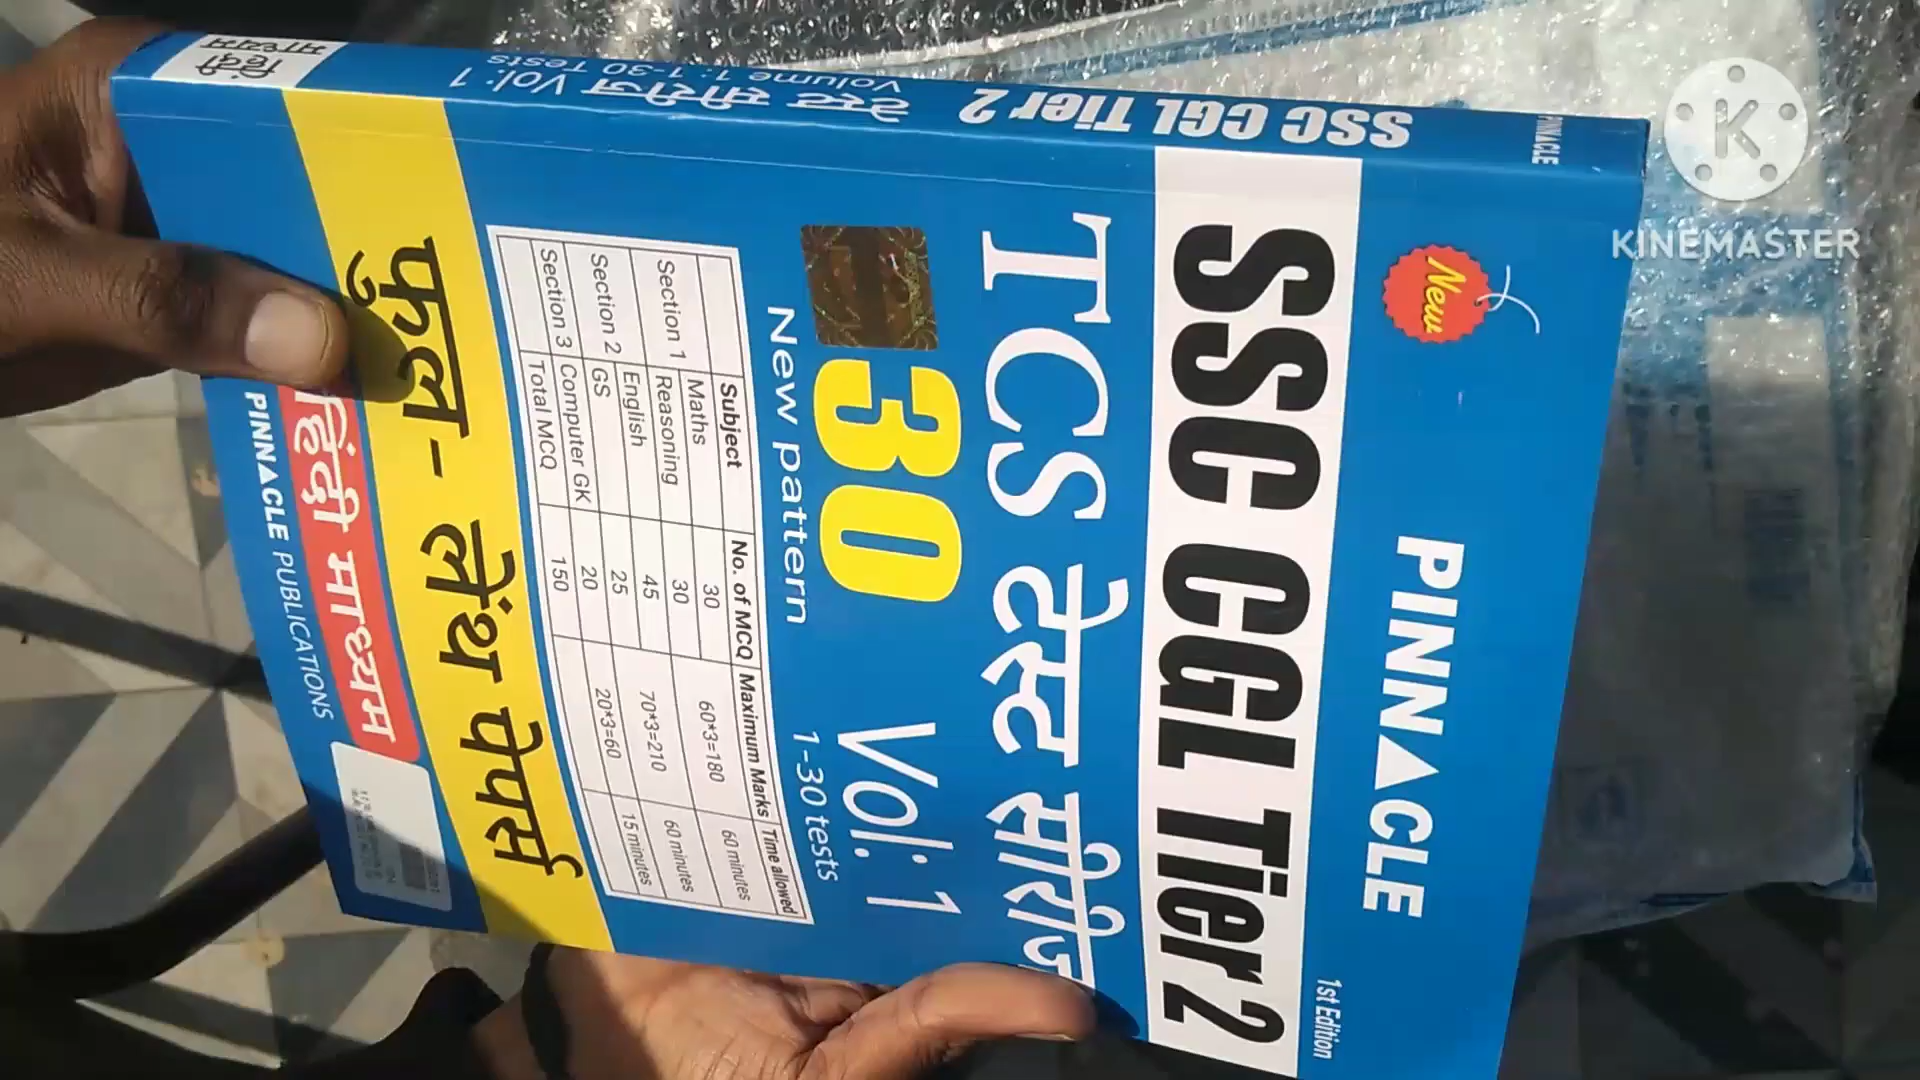 PINNACLE
New
1st Edition
SSC CGL Tier 2
TCS टेस्ट सीरीज
30 Vol: 1
New pattern 1-30 tests
Subject No. of MCQ Maximum Marks Time allowed
Section 1 Maths 30 60*3=180 60 minutes
Reasoning 30
Section 2 English 45 70*3=210 60 minutes
GS 25
Section 3 Computer GK 20 20*3=60 15 minutes
Total MCQ 150
फुल- लेंथ पेपर्स
हिंदी माध्यम
PINNACLE PUBLICATIONS
PINNACLE
SSC CGL Tier 2
टेस्ट सीरीज Vol: 1
Volume 1: 1-30 Tests
हिंदी
माध्यम
K
KINEMASTER